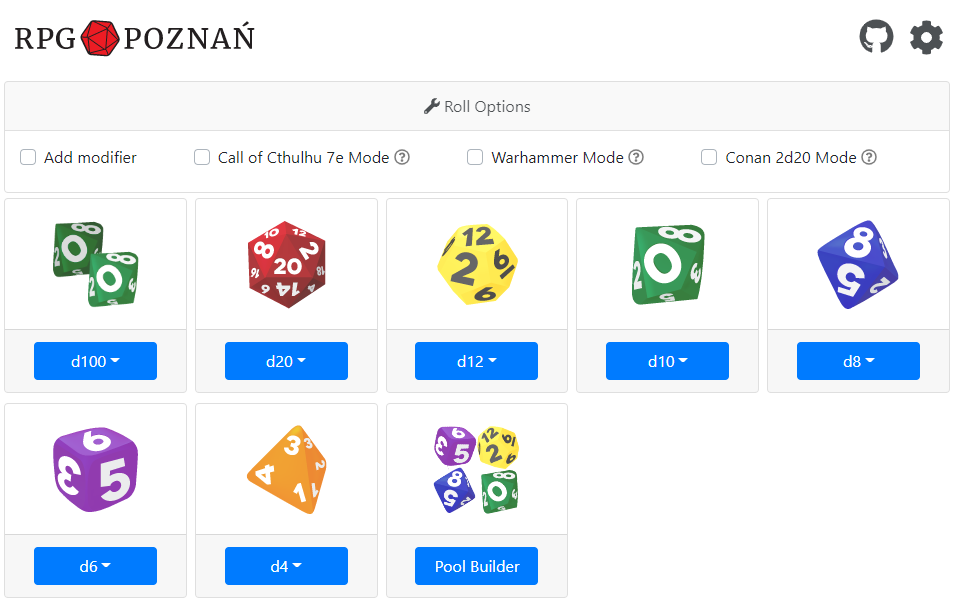 RPG POZNAŃ
Roll Options
Add modifier
Call of Cthulhu 7e Mode
Warhammer Mode
Conan 2d20 Mode
d100
d20
d12
d10
d8
d6
d4
Pool Builder